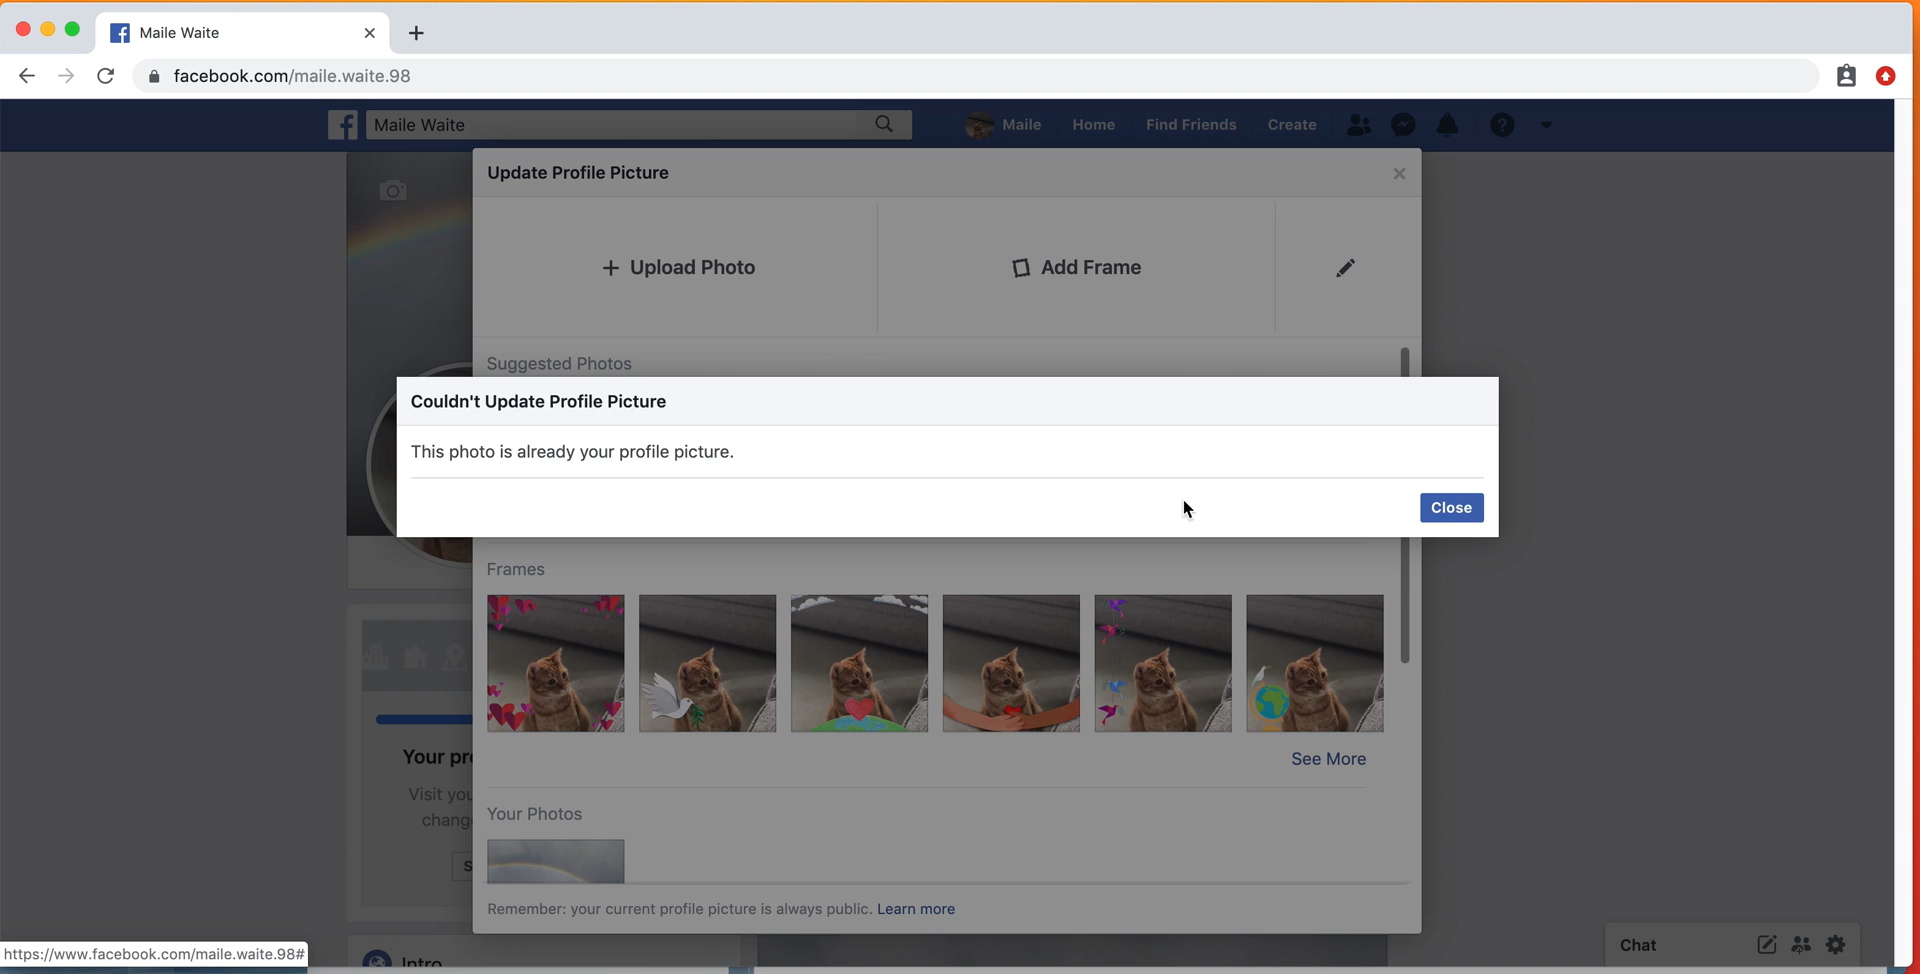 Maile Waite
facebook.com/maile.waite.98
Maile Waite
Maile
Home
Find Friends
Create
Update Profile Picture
Upload Photo
Add Frame
Suggested Photos
Couldn't Update Profile Picture
This photo is already your profile picture.
Close
Frames
See More
Your Photos
Your pr
Visit you
chang
S
Remember: your current profile picture is always public. Learn more
Intro
Chat
https://www.facebook.com/maile.waite.98#